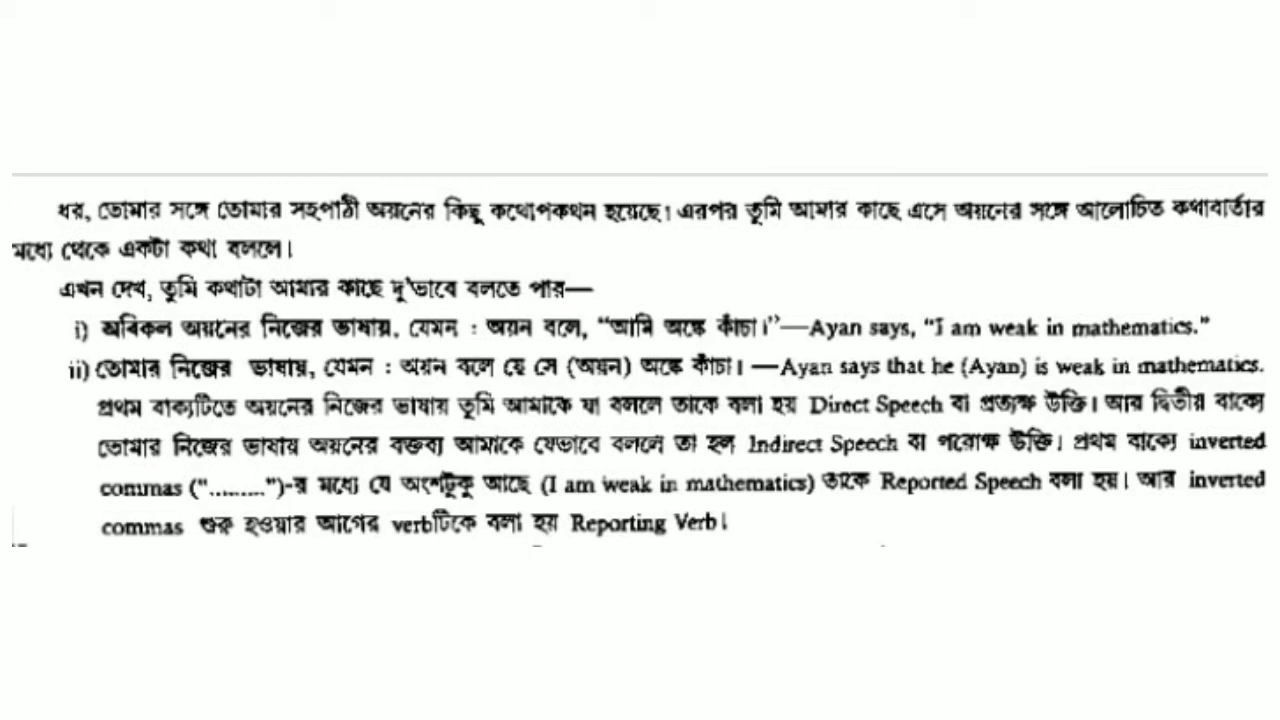 ধর, তোমার সঙ্গে তোমার সহপাঠী অয়নের কিছু কথোপকথন হয়েছে। এরপর তুমি আমার কাছে এসে অয়নের সঙ্গে আলোচিত কথাবার্তার
মধ্যে থেকে একটা কথা বললে।
এখন দেখ, তুমি কথাটা আমার কাছে দু'ভাবে বলতে পার—
i) অবিকল অয়নের নিজের ভাষায়, যেমন : অয়ন বলে, “আমি অঙ্কে কাঁচা।”—Ayan says, “I am weak in mathematics.”
ii) তোমার নিজের ভাষায়, যেমন : অয়ন বলে যে সে (অয়ন) অঙ্কে কাঁচা। —Ayan says that he (Ayan) is weak in mathematics.
প্রথম বাক্যটিতে অয়নের নিজের ভাষায় তুমি আমাকে যা বললে তাকে বলা হয় Direct Speech বা প্রত্যক্ষ উক্তি। আর দ্বিতীয় বাক্যে
তোমার নিজের ভাষায় অয়নের বক্তব্য আমাকে যেভাবে বললে তা হল Indirect Speech বা পরোক্ষ উক্তি। প্রথম বাক্যে inverted
commas (“.........”)-র মধ্যে যে অংশটুকু আছে (I am weak in mathematics) তাকে Reported Speech বলা হয়। আর inverted
commas শুরু হওয়ার আগের verbটিকে বলা হয় Reporting Verb।